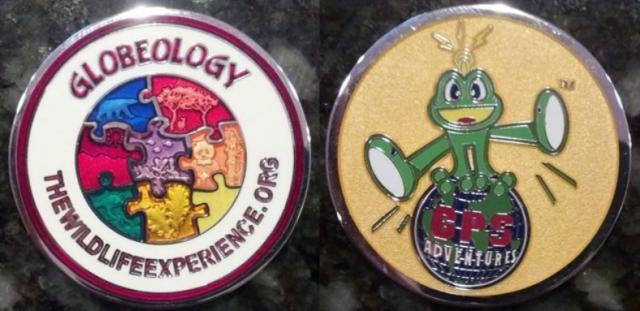 GLOBEOLOGY
THEWILDLIFEEXPERIENCE.ORG
TM
GPS
ADVENTURES